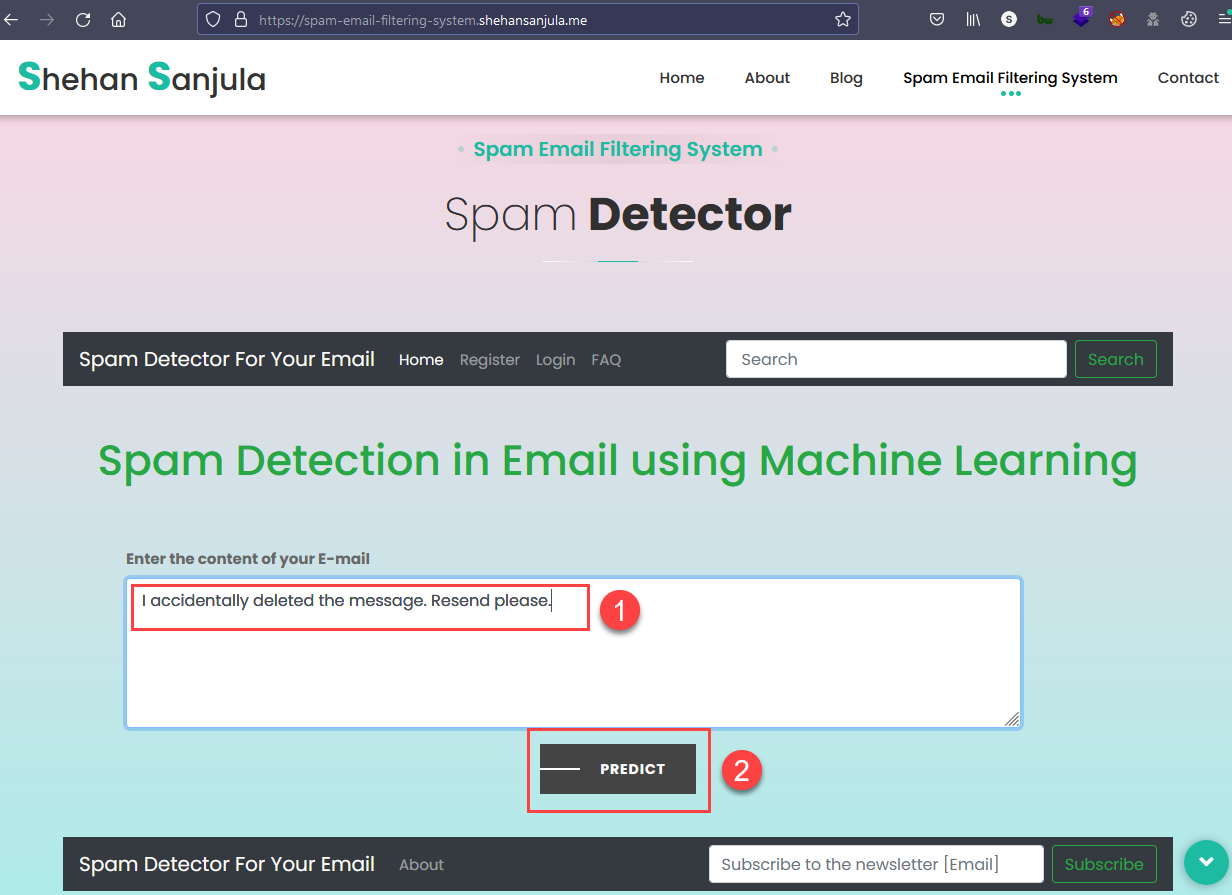 https://spam-email-filtering-system.shehansanjula.me
S
bw
6
Shehan Sanjula
Home About Blog Spam Email Filtering System Contact
Spam Email Filtering System
Spam Detector
Spam Detector For Your Email Home Register Login FAQ Search Search
Spam Detection in Email using Machine Learning
Enter the content of your E-mail
I accidentally deleted the message. Resend please.
1
PREDICT
2
Spam Detector For Your Email About Subscribe to the newsletter [Email] Subscribe